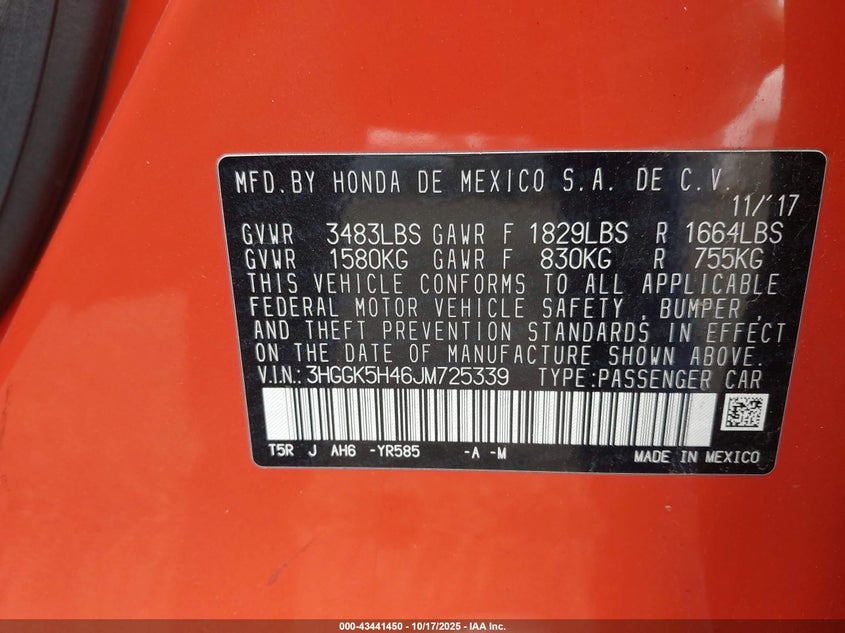 MFD.BY HONDA DE MEXICO S.A. DE C.V.
11/'17
GVWR 3483LBS GAWR F 1829LBS R 1664LBS
GVWR 1580KG GAWR F 830KG R 755KG
THIS VEHICLE CONFORMS TO ALL APPLICABLE
FEDERAL MOTOR VEHICLE SAFETY , BUMPER ,
AND THEFT PREVENTION STANDARDS IN EFFECT
ON THE DATE OF MANUFACTURE SHOWN ABOVE.
V.I.N.: 3HGGK5H46JM725339 TYPE:PASSENGER CAR
T5R J AH6 -YR585 -A -M MADE IN MEXICO
000-43441450 - 10/17/2025 - IAA Inc.